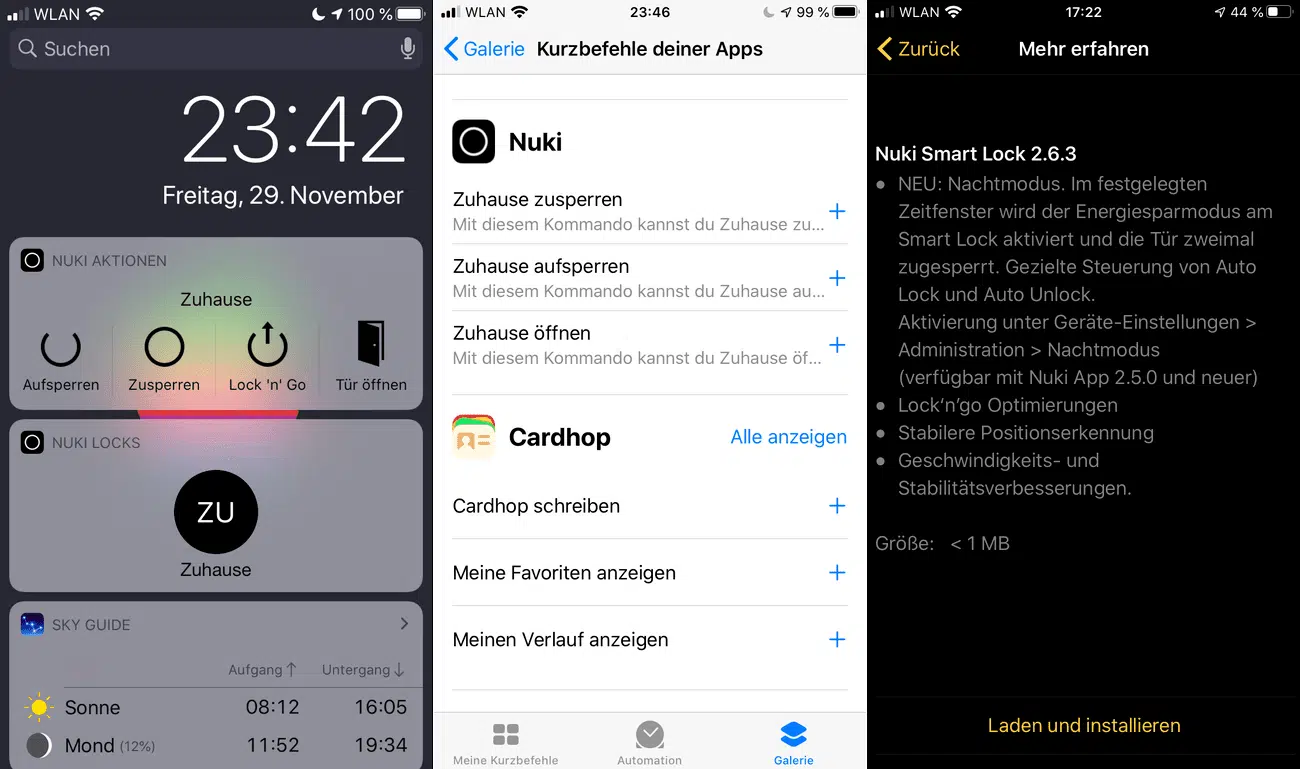 WLAN 100 %
Suchen
23:42
Freitag, 29. November
NUKI AKTIONEN
Zuhause
Aufsperren Zusperren Lock 'n' Go Tür öffnen
NUKI LOCKS
ZU
Zuhause
SKY GUIDE
Aufgang ↑ Untergang ↓
Sonne 08:12 16:05
Mond (12%) 11:52 19:34
WLAN 23:46 99 %
Galerie Kurzbefehle deiner Apps
Nuki
Zuhause zusperren
Mit diesem Kommando kannst du Zuhause zu...
Zuhause aufsperren
Mit diesem Kommando kannst du Zuhause au...
Zuhause öffnen
Mit diesem Kommando kannst du Zuhause öf...
Cardhop Alle anzeigen
Cardhop schreiben
Meine Favoriten anzeigen
Meinen Verlauf anzeigen
Meine Kurzbefehle Automation Galerie
WLAN 17:22 44 %
Zurück Mehr erfahren
Nuki Smart Lock 2.6.3
• NEU: Nachtmodus. Im festgelegten
Zeitfenster wird der Energiesparmodus am
Smart Lock aktiviert und die Tür zweimal
zugesperrt. Gezielte Steuerung von Auto
Lock und Auto Unlock.
Aktivierung unter Geräte-Einstellungen >
Administration > Nachtmodus
(verfügbar mit Nuki App 2.5.0 und neuer)
• Lock‘n’go Optimierungen
• Stabilere Positionserkennung
• Geschwindigkeits- und
Stabilitätsverbesserungen.
Größe: < 1 MB
Laden und installieren